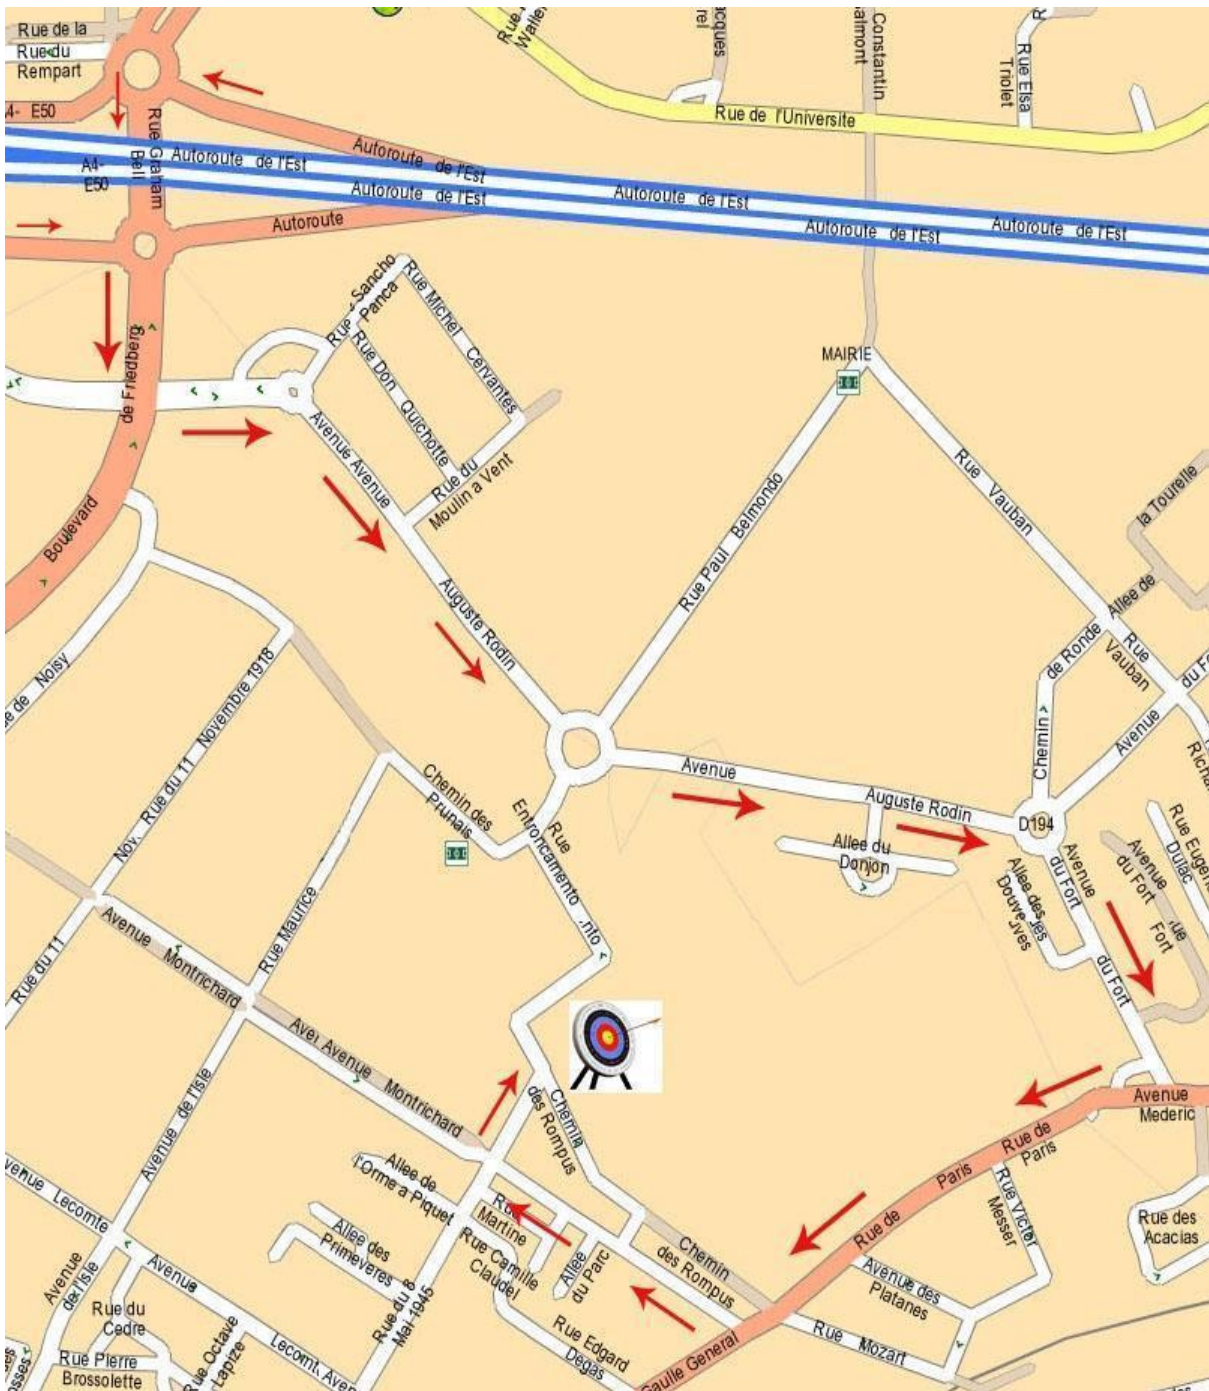 Rue de la
Rue du
Rempart
A4- E50
Rue Graham
Bell
A4-
E50
Autoroute de l'Est
Autoroute de l'Est
Autoroute de l'Est
Autoroute de l'Est
Autoroute de l'Est
Autoroute de l'Est
Autoroute
Rue de l'Universite
Constantin
Rue Elsa
Triolet
MAIRIE
Rue Sancho
Panca
Rue Michel Cervantes
Rue Don Quichotte
Rue du
Moulin a Vent
de Friedberg
Boulevard
Avenue Avenue
Auguste Rodin
Rue Paul Belmondo
Rue Vauban
la Tourelle
Allee de
de Ronde
Chemin
Rue
Vauban
Avenue
Avenue
Auguste Rodin
D194
de Noisy
Rue du 11 Novembre 1918
Nov.
Rue du 11
Chemin des
Prunais
Rue
Entroncamento
Allee du
Donjon
Allee des
Avenue
du Fort
du Fort
Avenue
du Fort
Fort
Rue
Dulac
Rue Maurice
Avenue Montrichard
Avenue Montrichard
Avenue de l'Isle
Avenue
de l'Isle
Chemin
des Rompus
Chemin
des Rompus
Avenue
Mederic
Rue de
Paris
Rue de Paris
Rue Victor
Messer
Rue des
Acacias
Avenue des
Platanes
Rue Mozart
Gaulle General
Allee de
l'Orme a Piquet
Martine
Rue Camille
Claudel
Allee
du Parc
Allee des
Primeveres
Rue du 8
Mai 1945
Rue Edgard
Degas
Lecomte
Avenue
Rue du
Cedre
Rue Octave
Lapize
Rue Pierre
Brossolette